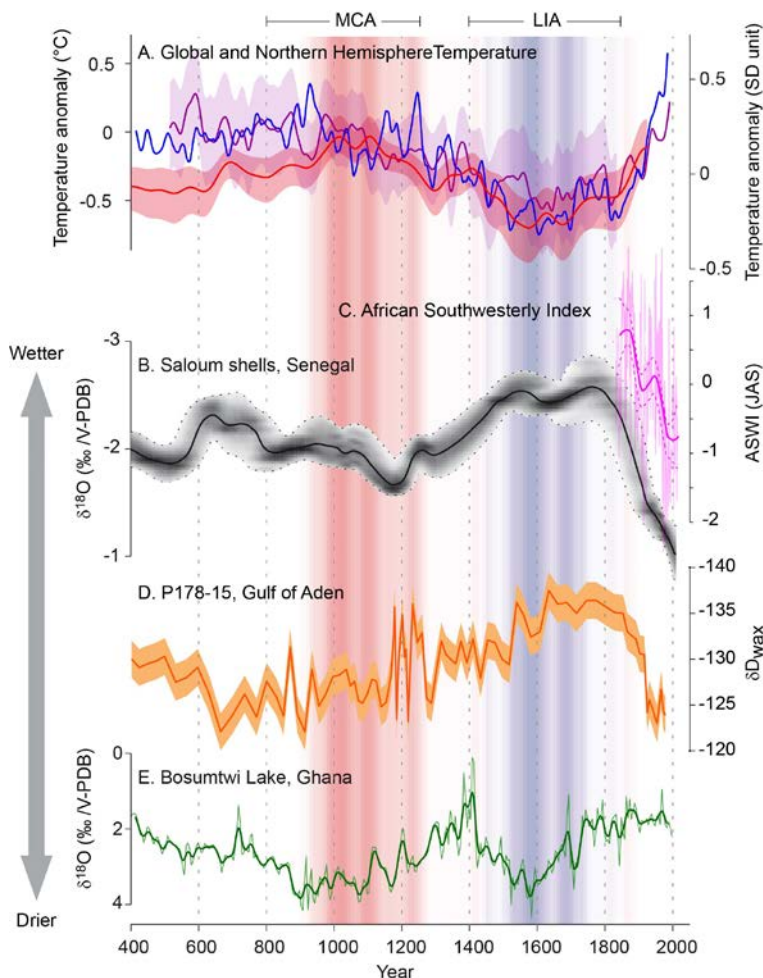 MCA
LIA
A. Global and Northern HemisphereTemperature
Temperature anomaly (°C)
0.5
0
-0.5
Temperature anomaly (SD unit)
0.5
0
-0.5
C. African Southwesterly Index
ASWI (JAS)
1
0
-1
-2
Wetter
Drier
B. Saloum shells, Senegal
δ¹⁸O (‰ /V-PDB)
-3
-2
-1
D. P178-15, Gulf of Aden
δD_wax
-140
-135
-130
-125
-120
E. Bosumtwi Lake, Ghana
δ¹⁸O (‰ /V-PDB)
0
2
4
400 600 800 1000 1200 1400 1600 1800 2000
Year